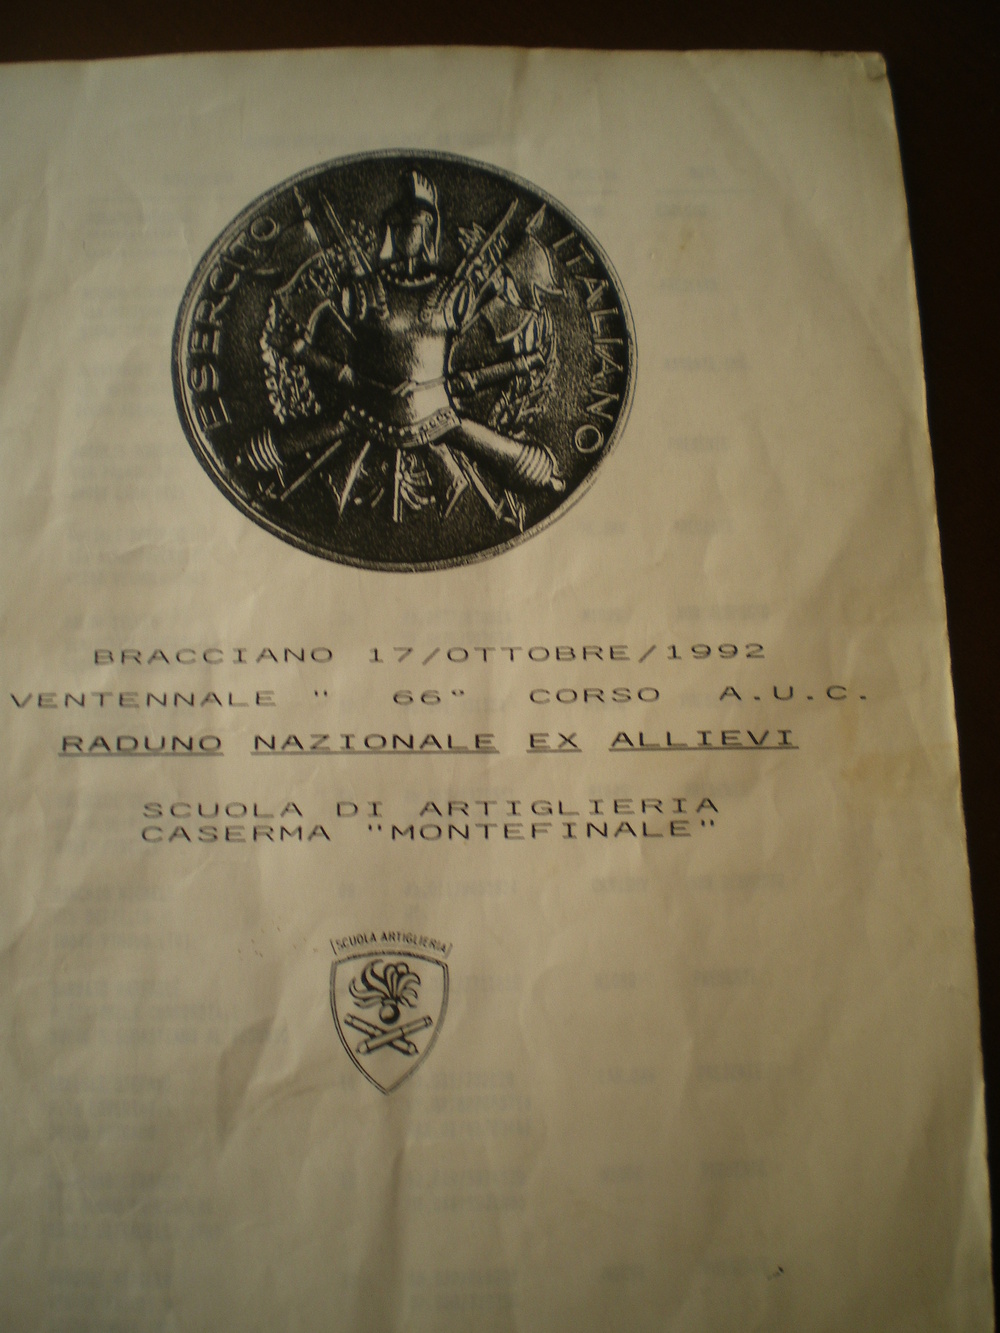 ESERCITO ITALIANO
BRACCIANO 17/OTTOBRE/1992
VENTENNALE " 66° CORSO A.U.C.
RADUNO NAZIONALE EX ALLIEVI
SCUOLA DI ARTIGLIERIA
CASERMA "MONTEFINALE"
SCUOLA ARTIGLIERIA